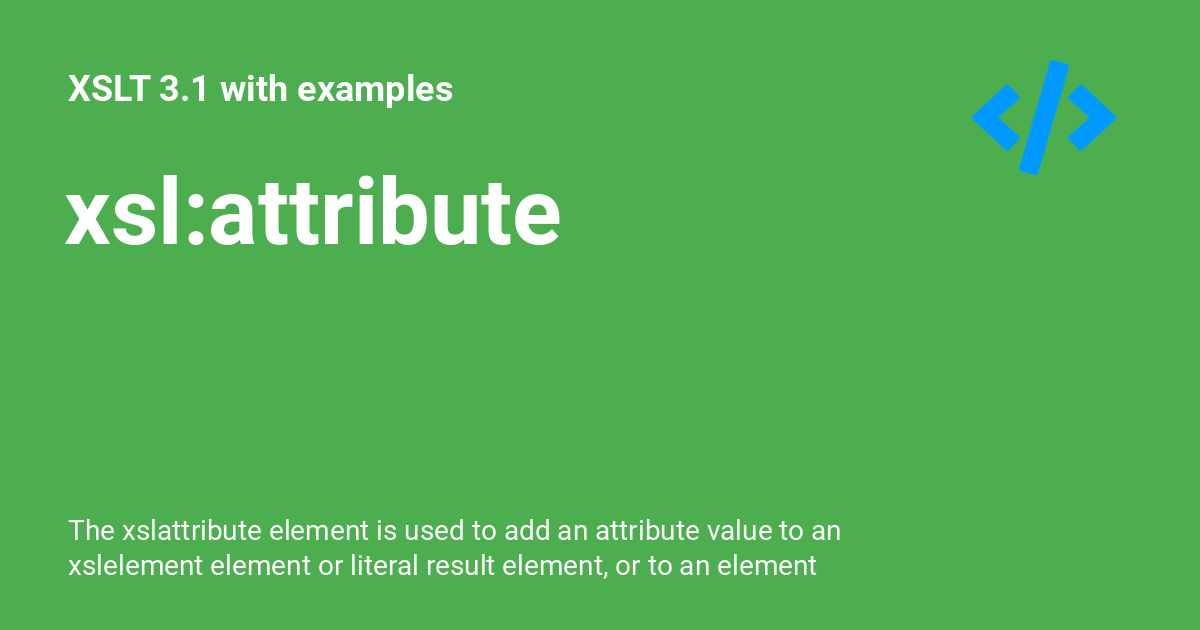 XSLT 3.1 with examples
xsl:attribute
The xslattribute element is used to add an attribute value to an
xslelement element or literal result element, or to an element